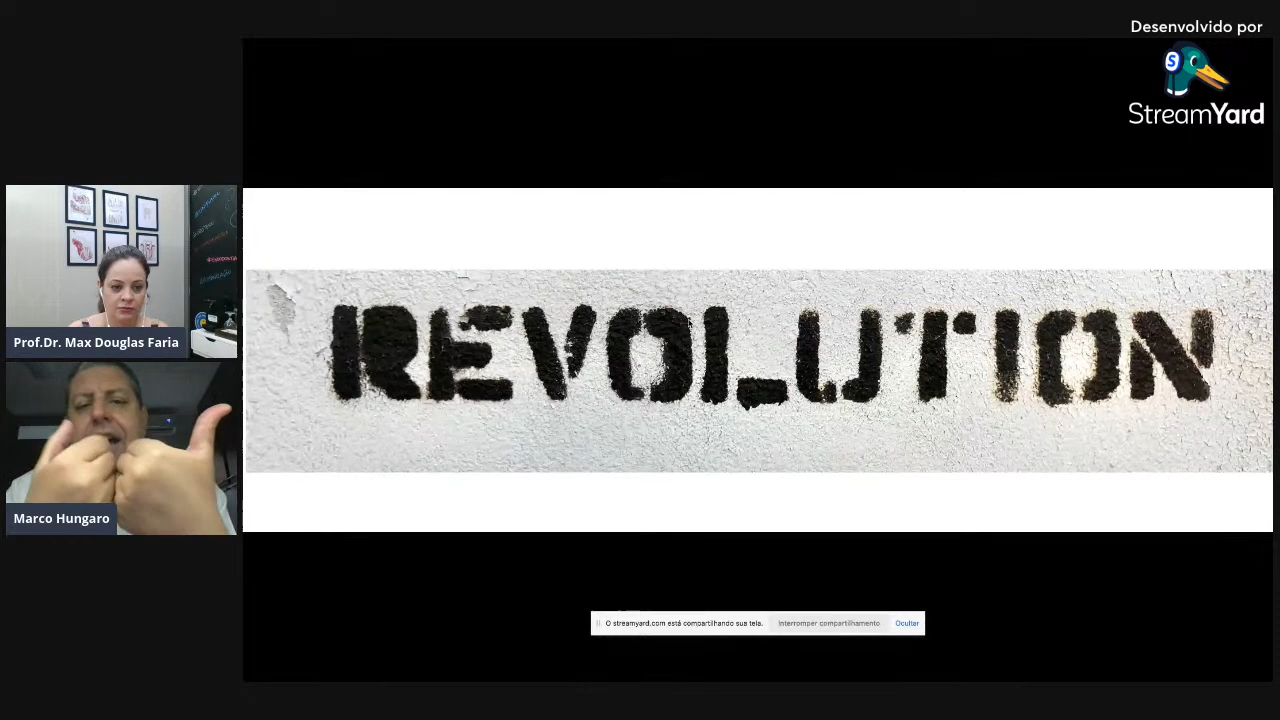 Desenvolvido por
StreamYard
Prof.Dr. Max Douglas Faria
Marco Hungaro
REVOLUTION
O streamyard.com está compartilhando sua tela.
Interromper compartilhamento
Ocultar